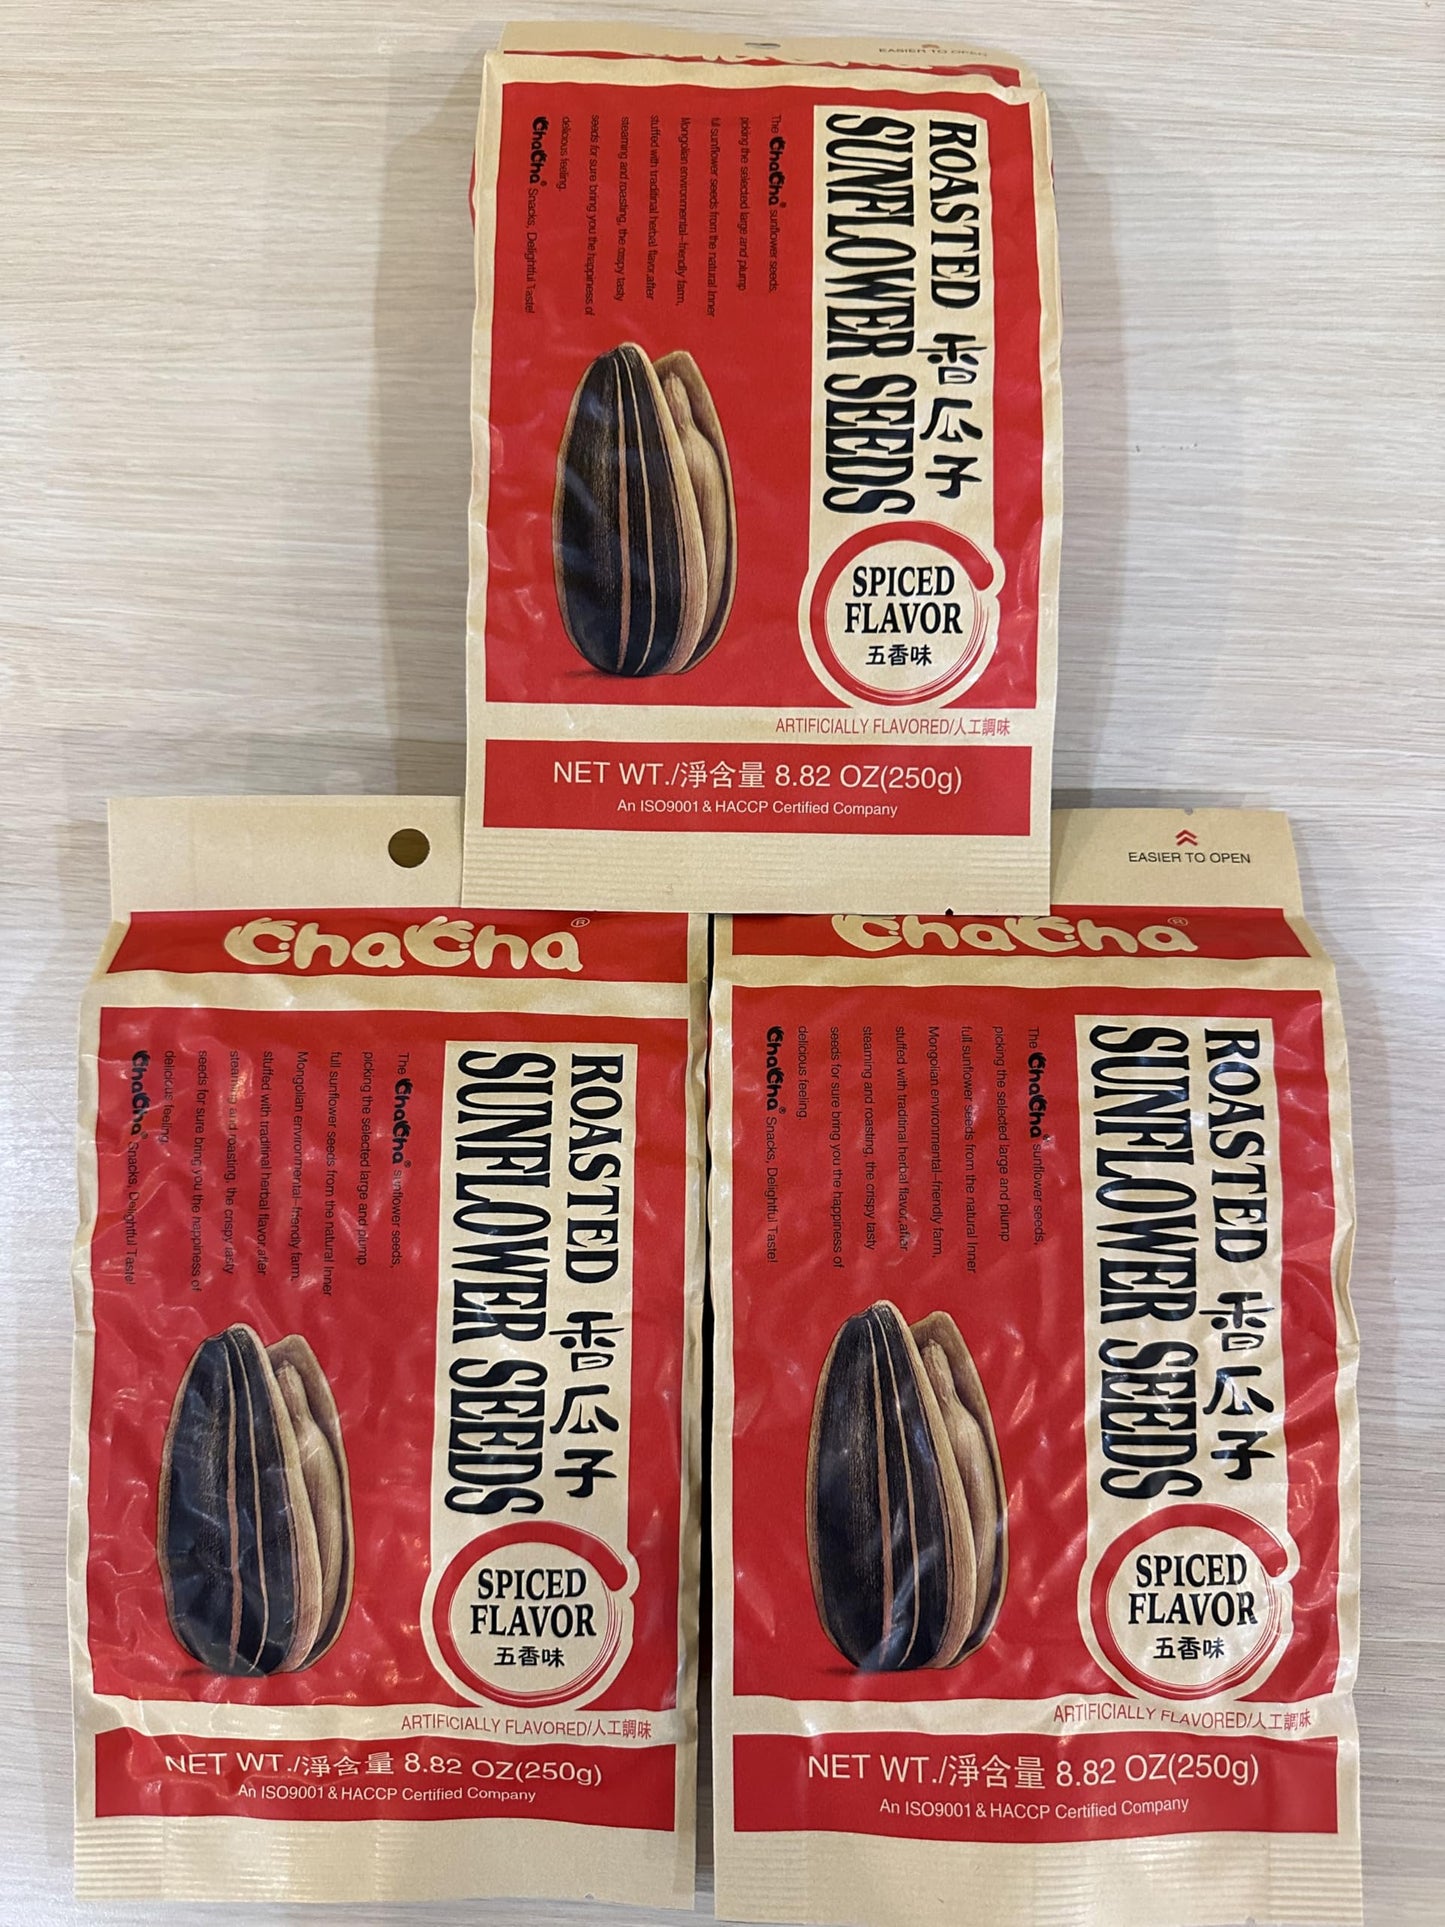 EASIER TO OPEN
ChaCha
ROASTED 香瓜子
SUNFLOWER SEEDS
The ChaCha® sunflower seeds,
picking the selected large and plump
full sunflower seeds from the natural Inner
Mongolian environmental-friendly farm,
stuffed with traditinal herbal flavor,after
steaming and roasting, the crispy tasty
seeds for sure bring you the happiness of
delicious feeling.
ChaCha® Snacks, Delightful Taste!
SPICED
FLAVOR
五香味
ARTIFICIALLY FLAVORED/人工調味
NET WT./淨含量 8.82 OZ(250g)
An ISO9001 & HACCP Certified Company
ChaCha®
ROASTED 香瓜子
SUNFLOWER SEEDS
The ChaCha® sunflower seeds,
picking the selected large and plump
full sunflower seeds from the natural Inner
Mongolian environmental-friendly farm,
stuffed with traditinal herbal flavor,after
steaming and roasting, the crispy tasty
seeds for sure bring you the happiness of
delicious feeling.
ChaCha® Snacks, Delightful Taste!
SPICED
FLAVOR
五香味
ARTIFICIALLY FLAVORED/人工調味
NET WT./淨含量 8.82 OZ(250g)
An ISO9001 & HACCP Certified Company
EASIER TO OPEN
ChaCha®
ROASTED 香瓜子
SUNFLOWER SEEDS
The ChaCha® sunflower seeds,
picking the selected large and plump
full sunflower seeds from the natural Inner
Mongolian environmental-friendly farm,
stuffed with traditinal herbal flavor,after
steaming and roasting, the crispy tasty
seeds for sure bring you the happiness of
delicious feeling.
ChaCha® Snacks, Delightful Taste!
SPICED
FLAVOR
五香味
ARTIFICIALLY FLAVORED/人工調味
NET WT./淨含量 8.82 OZ(250g)
An ISO9001 & HACCP Certified Company